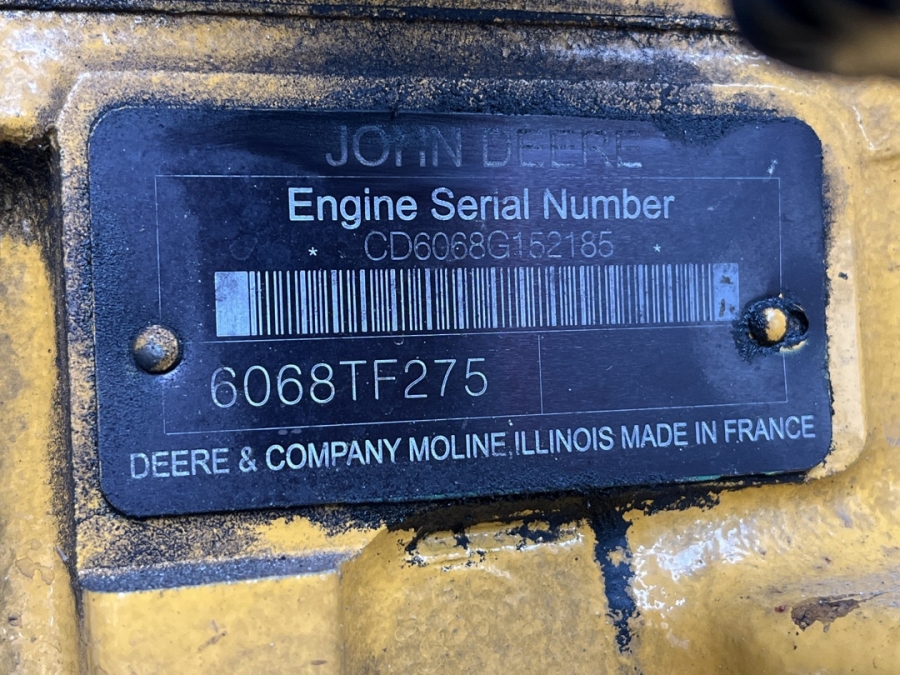 JOHN DEERE
Engine Serial Number
* CD6068G152185 *
6068TF275
DEERE & COMPANY MOLINE, ILLINOIS MADE IN FRANCE